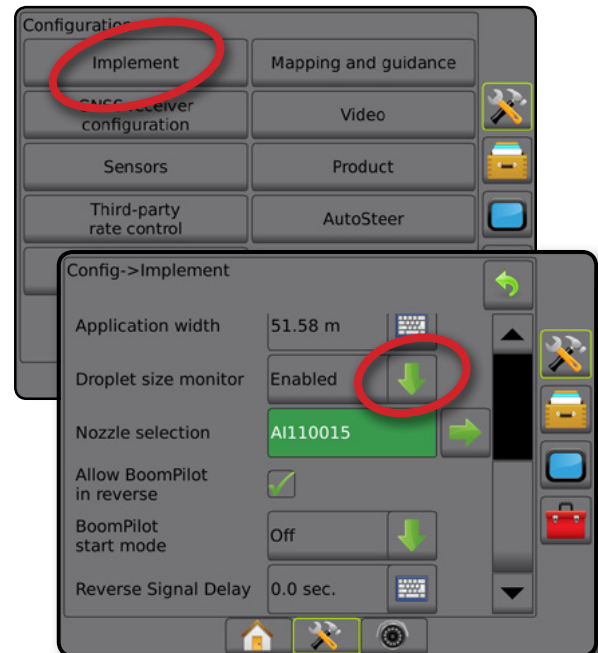 Configuration
Implement
Mapping and guidance
GNSS receiver
configuration
Video
Sensors
Product
Third-party
rate control
AutoSteer
Config->Implement
Application width
51.58 m
Droplet size monitor
Enabled
Nozzle selection
AI110015
Allow BoomPilot
in reverse
BoomPilot
start mode
Off
Reverse Signal Delay
0.0 sec.